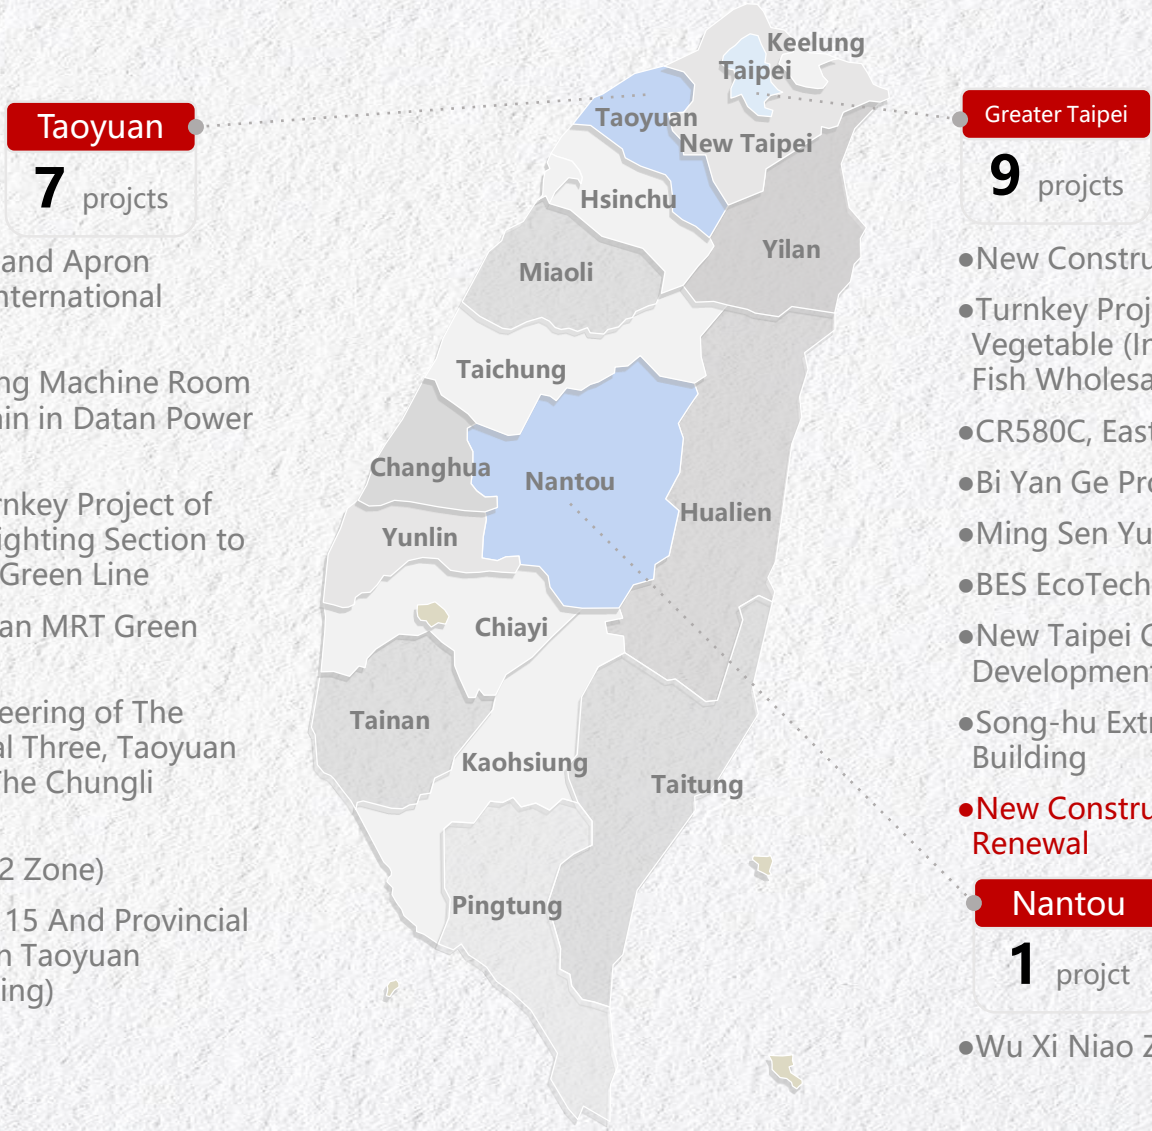 Taoyuan
7 projcts
and Apron
nternational
ng Machine Room
in in Datan Power
nkey Project of
ighting Section to
Green Line
an MRT Green
eering of The
al Three, Taoyuan
The Chungli
2 Zone)
15 And Provincial
n Taoyuan
ing)
Keelung
Taipei
Taoyuan
New Taipei
Hsinchu
Yilan
Miaoli
Taichung
Changhua
Nantou
Yunlin
Hualien
Chiayi
Tainan
Kaohsiung
Taitung
Pingtung
Greater Taipei
9 projcts
●New Constru
●Turnkey Proj
Vegetable (In
Fish Wholesa
●CR580C, East
●Bi Yan Ge Pro
●Ming Sen Yu
●BES EcoTech
●New Taipei C
Development
●Song-hu Extr
Building
●New Constru
Renewal
Nantou
1 projct
●Wu Xi Niao Z